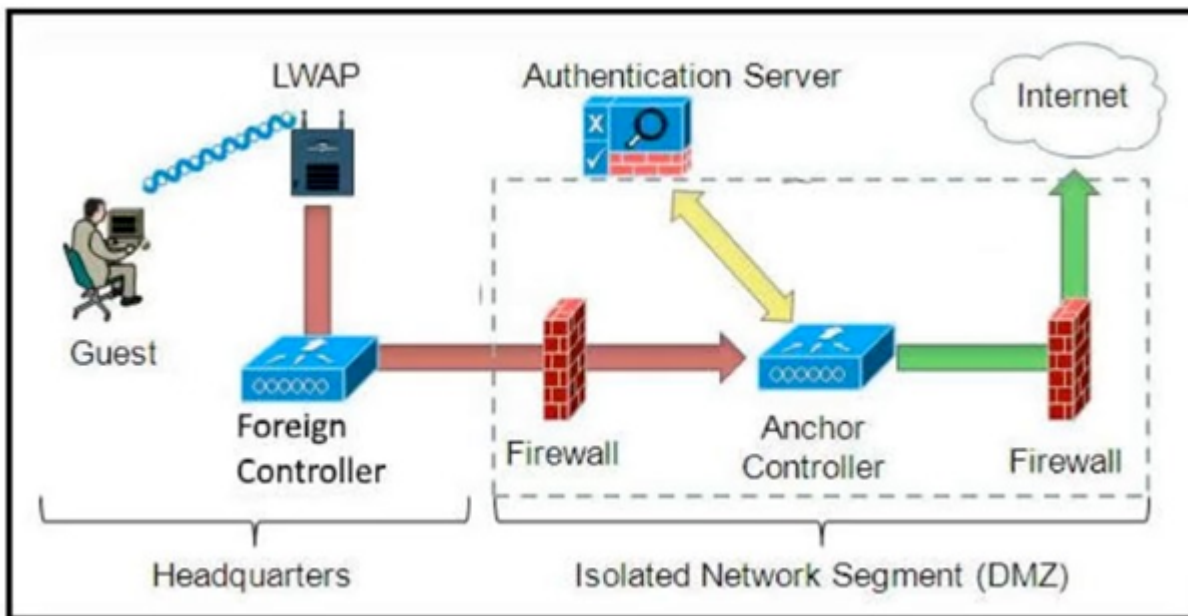 LWAP
Authentication Server
Internet
X
✓
Guest
Foreign
Controller
Firewall
Anchor
Controller
Firewall
Headquarters
Isolated Network Segment (DMZ)